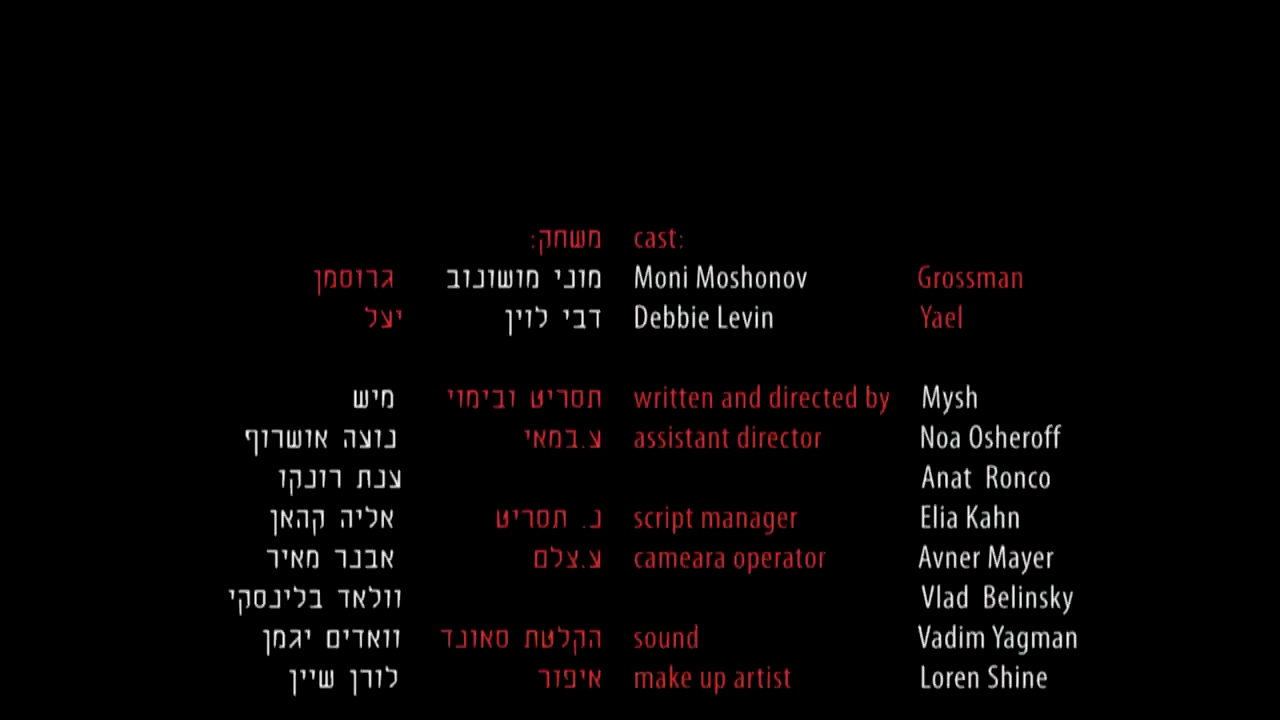 משחק: cast:
גרוסמן מוני מושונוב Moni Moshonov Grossman
יעל דבי לוין Debbie Levin Yael
מיש תסריט ובימוי written and directed by Mysh
נועה אושרוף ע.במאי assistant director Noa Osheroff
ענת רונקו Anat Ronco
אליה קהאן נ. תסריט script manager Elia Kahn
אבנר מאיר ע.צלם cameara operator Avner Mayer
וולאד בלינסקי Vlad Belinsky
וואדים יגמן הקלטת סאונד sound Vadim Yagman
לורן שיין איפור make up artist Loren Shine